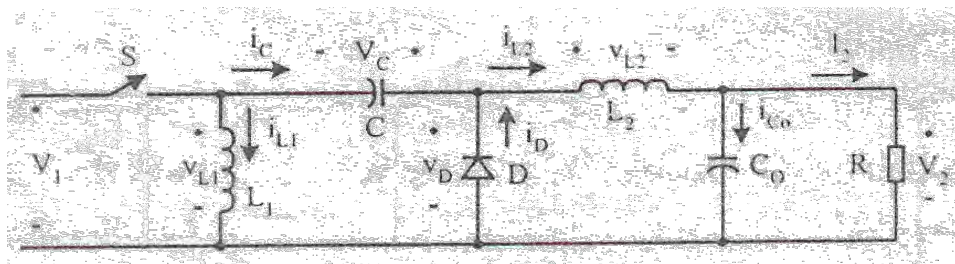 S
i_C
- V_C +
i_L2
+ v_L2 -
I_2
C
L_2
+
V_1
-
+
v_L1
-
i_L1
L_1
+
v_D
-
D
i_D
i_Co
C_O
R
+
V_2
-